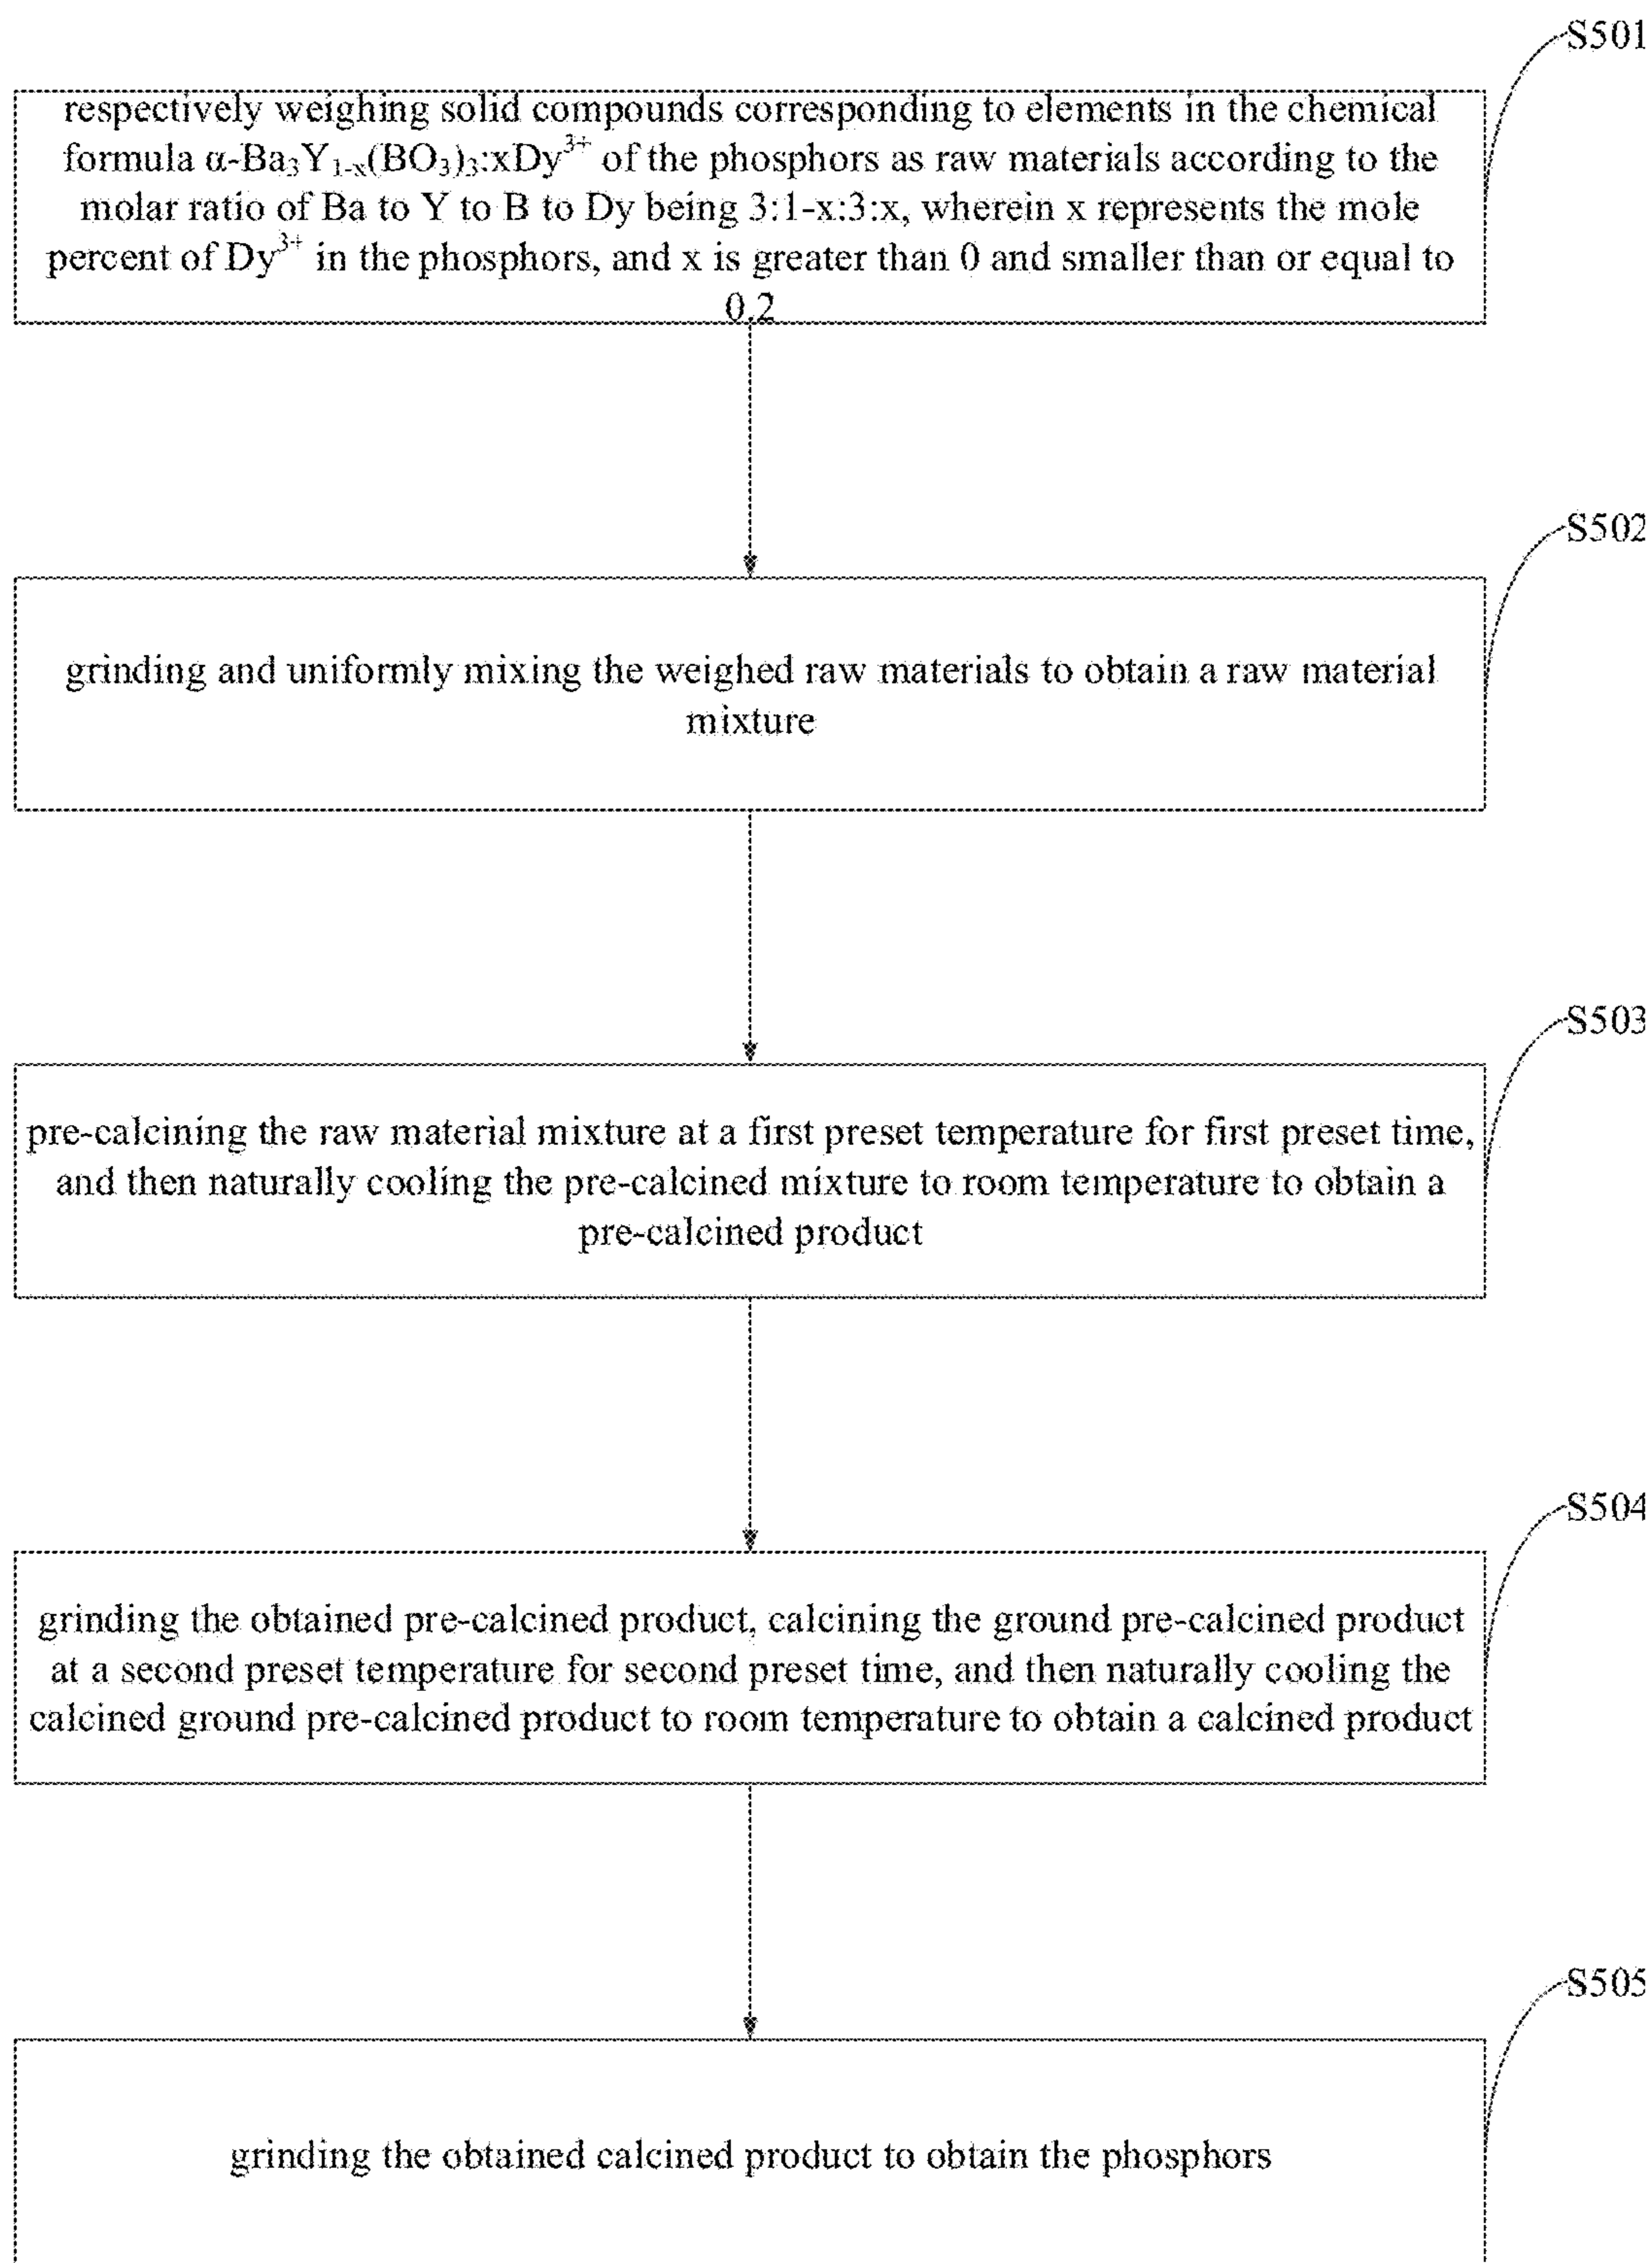 S501
respectively weighing solid compounds corresponding to elements in the chemical
formula α-Ba₃Y₁₋ₓ(BO₃)₃:xDy³⁺ of the phosphors as raw materials according to the
molar ratio of Ba to Y to B to Dy being 3:1-x:3:x, wherein x represents the mole
percent of Dy³⁺ in the phosphors, and x is greater than 0 and smaller than or equal to
0.2
S502
grinding and uniformly mixing the weighed raw materials to obtain a raw material
mixture
S503
pre-calcining the raw material mixture at a first preset temperature for first preset time,
and then naturally cooling the pre-calcined mixture to room temperature to obtain a
pre-calcined product
S504
grinding the obtained pre-calcined product, calcining the ground pre-calcined product
at a second preset temperature for second preset time, and then naturally cooling the
calcined ground pre-calcined product to room temperature to obtain a calcined product
S505
grinding the obtained calcined product to obtain the phosphors